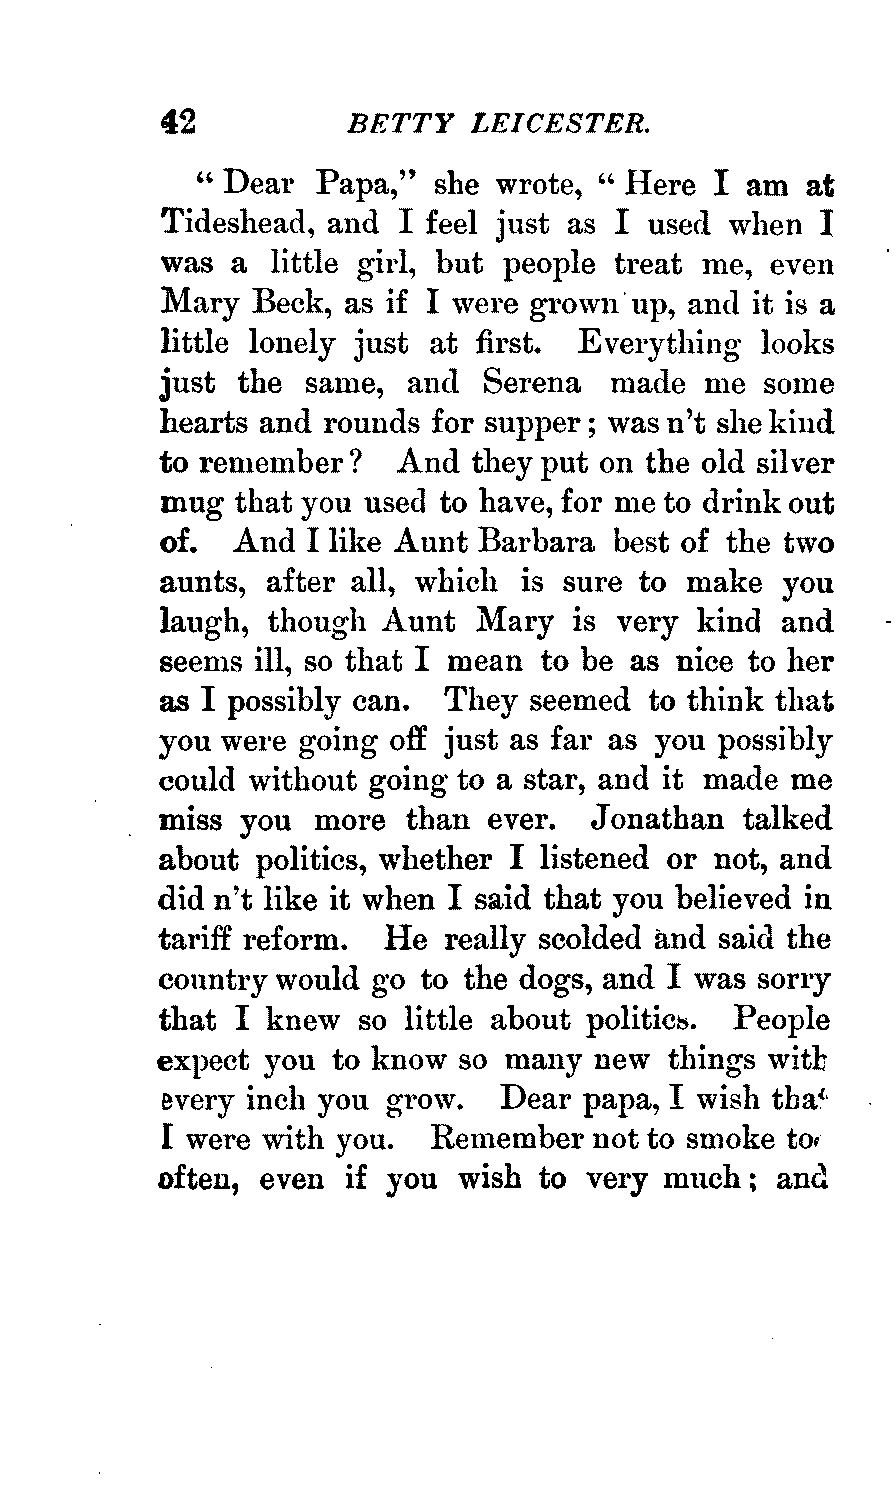 42 BETTY LEICESTER.
“ Dear Papa,” she wrote, “ Here I am at
Tideshead, and I feel just as I used when I
was a little girl, but people treat me, even
Mary Beck, as if I were grown up, and it is a
little lonely just at first. Everything looks
just the same, and Serena made me some
hearts and rounds for supper ; was n’t she kind
to remember ? And they put on the old silver
mug that you used to have, for me to drink out
of. And I like Aunt Barbara best of the two
aunts, after all, which is sure to make you
laugh, though Aunt Mary is very kind and
seems ill, so that I mean to be as nice to her
as I possibly can. They seemed to think that
you were going off just as far as you possibly
could without going to a star, and it made me
miss you more than ever. Jonathan talked
about politics, whether I listened or not, and
did n’t like it when I said that you believed in
tariff reform. He really scolded and said the
country would go to the dogs, and I was sorry
that I knew so little about politics. People
expect you to know so many new things with
every inch you grow. Dear papa, I wish that
I were with you. Remember not to smoke too
often, even if you wish to very much ; and